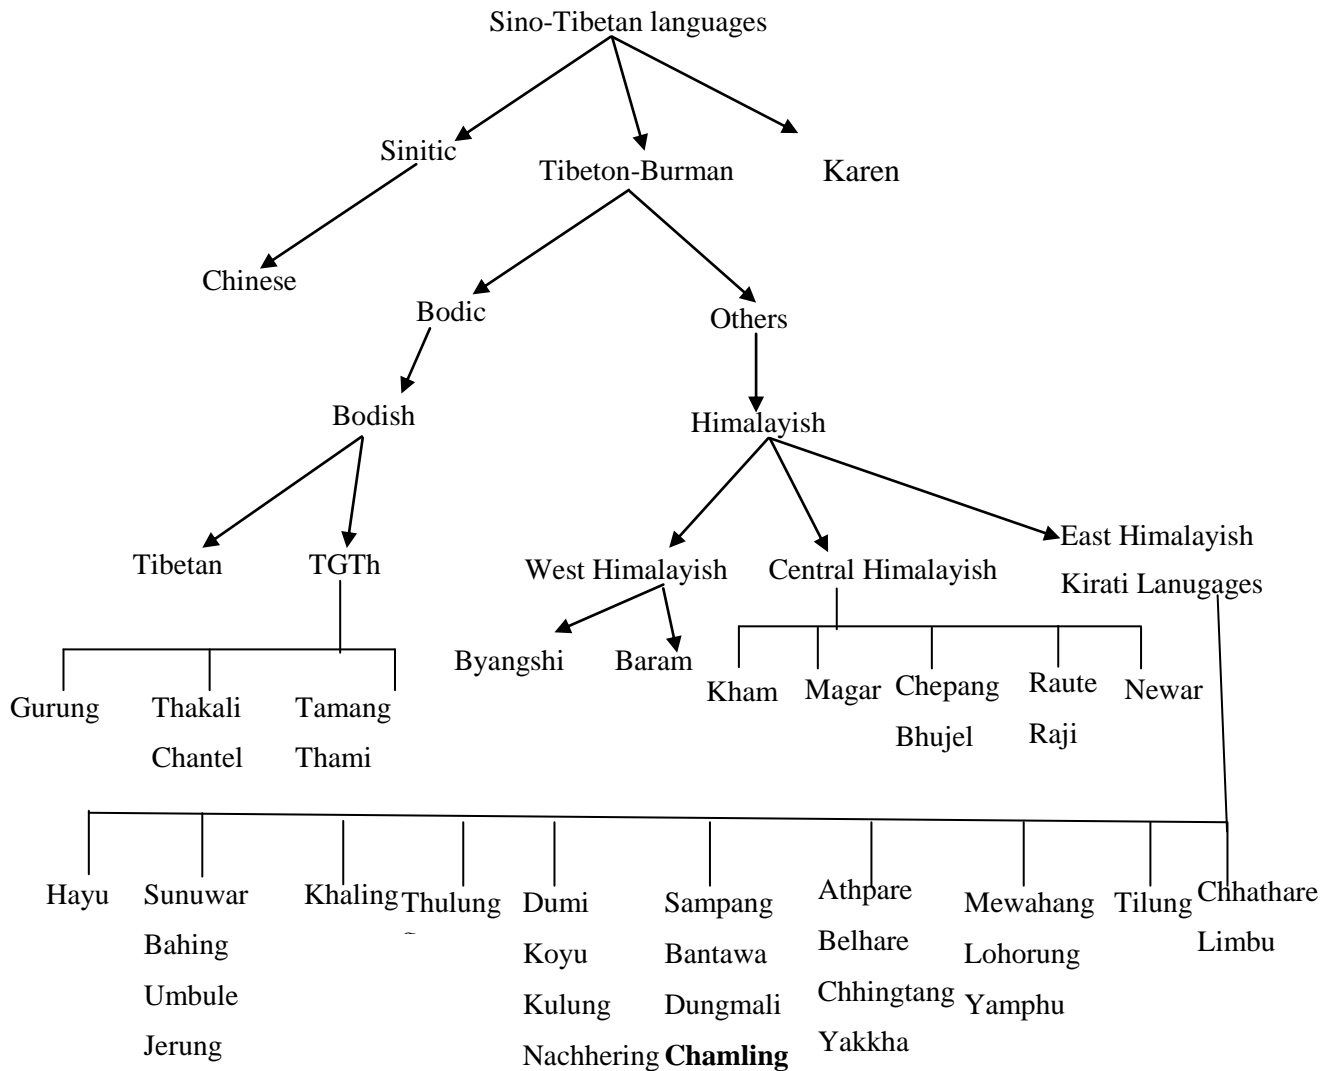 Sino-Tibetan languages
Sinitic
Tibeton-Burman
Karen
Chinese
Bodic
Others
Bodish
Himalayish
Tibetan
TGTh
West Himalayish
Central Himalayish
East Himalayish
Kirati Lanugages
Byangshi
Baram
Kham
Magar
Chepang
Bhujel
Raute
Raji
Newar
Gurung
Thakali
Chantel
Tamang
Thami
Hayu
Sunuwar
Bahing
Umbule
Jerung
Khaling
Thulung
Dumi
Koyu
Kulung
Nachhering
Sampang
Bantawa
Dungmali
Chamling
Athpare
Belhare
Chhingtang
Yakkha
Mewahang
Lohorung
Yamphu
Tilung
Chhathare
Limbu